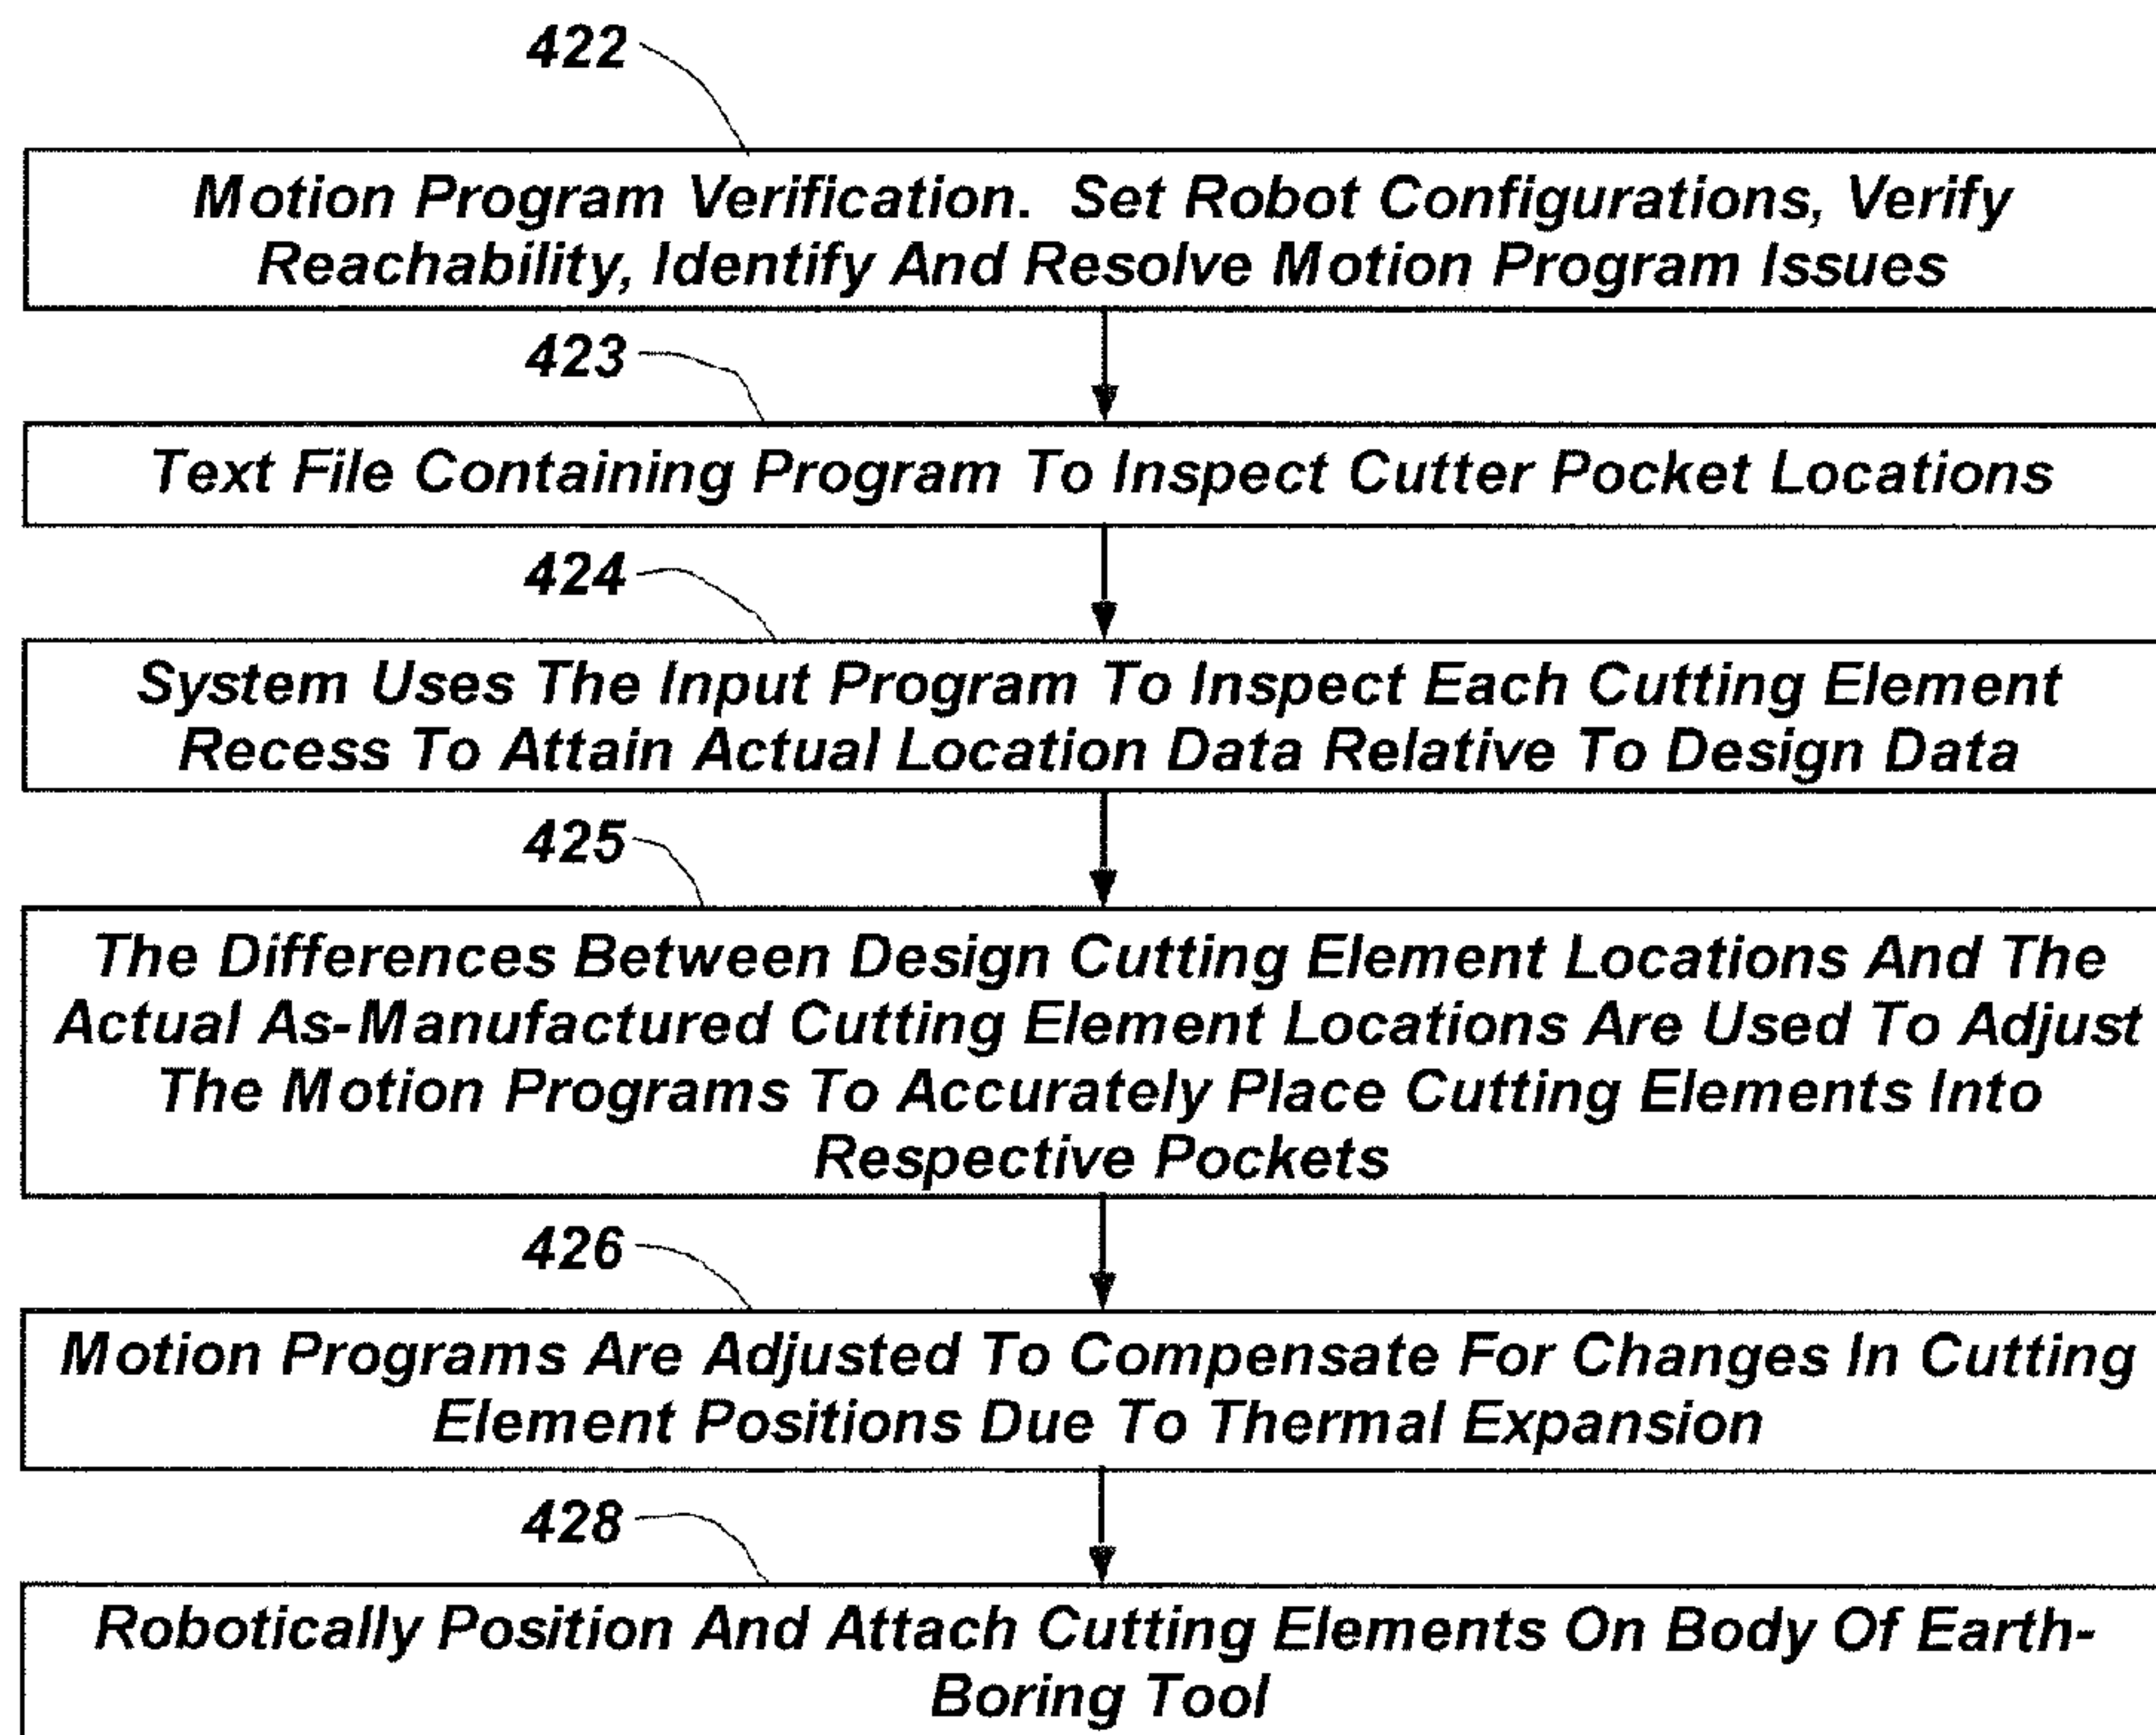 422
Motion Program Verification. Set Robot Configurations, Verify
Reachability, Identify And Resolve Motion Program Issues
423
Text File Containing Program To Inspect Cutter Pocket Locations
424
System Uses The Input Program To Inspect Each Cutting Element
Recess To Attain Actual Location Data Relative To Design Data
425
The Differences Between Design Cutting Element Locations And The
Actual As-Manufactured Cutting Element Locations Are Used To Adjust
The Motion Programs To Accurately Place Cutting Elements Into
Respective Pockets
426
Motion Programs Are Adjusted To Compensate For Changes In Cutting
Element Positions Due To Thermal Expansion
428
Robotically Position And Attach Cutting Elements On Body Of Earth-
Boring Tool